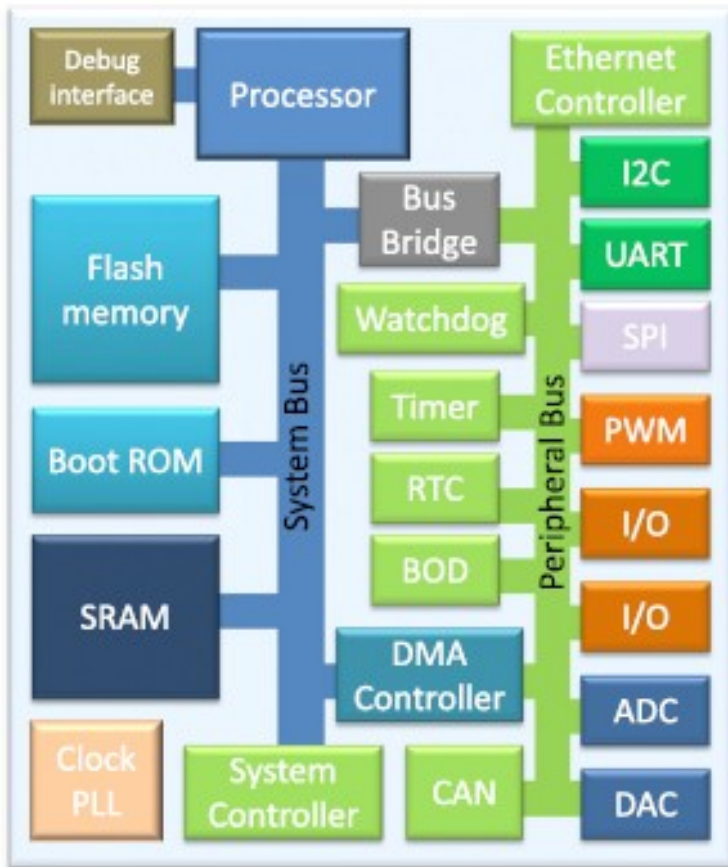 Debug
interface
Processor
Ethernet
Controller
I2C
Bus
Bridge
UART
Flash
memory
Watchdog
SPI
System Bus
Peripheral Bus
Timer
PWM
Boot ROM
RTC
I/O
BOD
SRAM
I/O
DMA
Controller
ADC
Clock
PLL
System
Controller
CAN
DAC